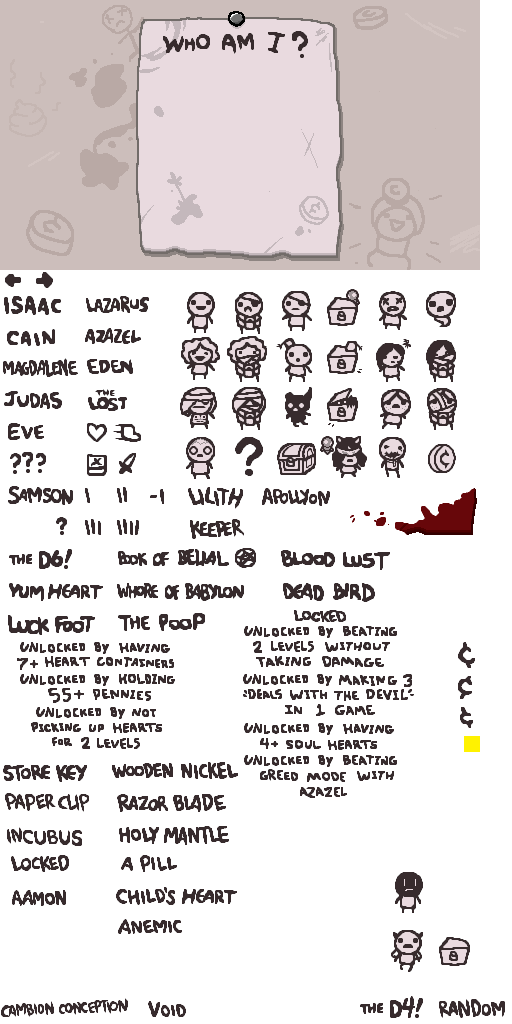 WHO AM I?
ISAAC LAZARUS
CAIN AZAZEL
MAGDALENE EDEN
JUDAS THE LOST
EVE
???
SAMSON I II -I LILITH APOLLYON
? III IIII KEEPER
THE D6! BOOK OF BELIAL BLOOD LUST
YUM HEART WHORE OF BABYLON DEAD BIRD
LUCK FOOT THE POOP
UNLOCKED BY HAVING
7+ HEART CONTAINERS
UNLOCKED BY HOLDING
55+ PENNIES
UNLOCKED BY NOT
PICKING UP HEARTS
FOR 2 LEVELS
LOCKED
UNLOCKED BY BEATING
2 LEVELS WITHOUT
TAKING DAMAGE
UNLOCKED BY MAKING 3
"DEALS WITH THE DEVIL"
IN 1 GAME
UNLOCKED BY HAVING
4+ SOUL HEARTS
UNLOCKED BY BEATING
GREED MODE WITH
AZAZEL
¢
¢
¢
STORE KEY WOODEN NICKEL
PAPER CLIP RAZOR BLADE
INCUBUS HOLY MANTLE
LOCKED A PILL
AAMON CHILD'S HEART
ANEMIC
CAMBION CONCEPTION VOID THE D4! RANDOM